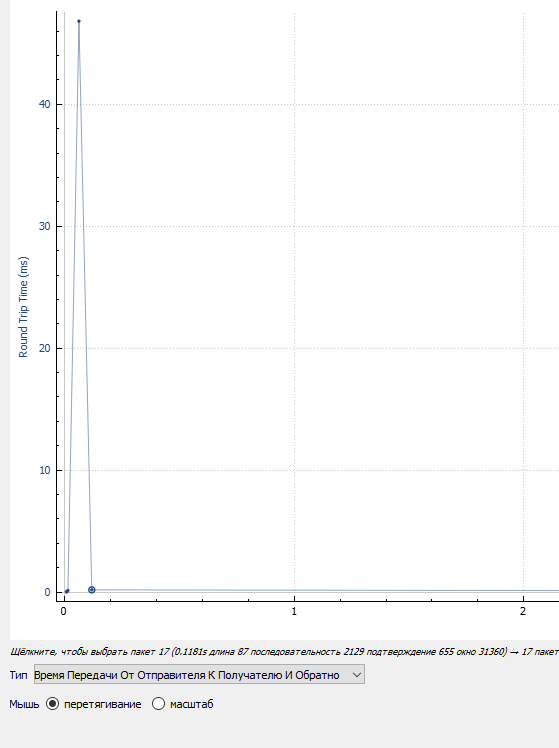 40
30
20
10
0
Round Trip Time (ms)
0 1 2
Щёлкните, чтобы выбрать пакет 17 (0.1181s длина 87 последовательность 2129 подтверждение 655 окно 31360) → 17 пакет
Тип Время Передачи От Отправителя К Получателю И Обратно
Мышь перетягивание масштаб